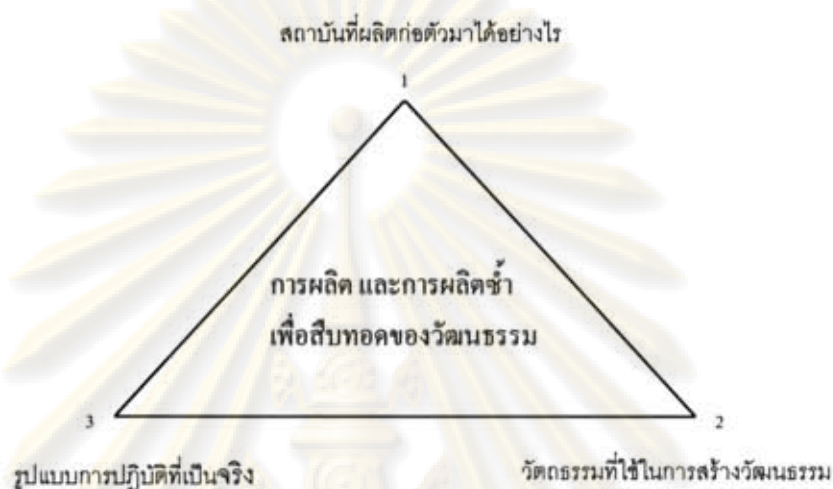 สถาบันที่ผลิตก่อตัวมาได้อย่างไร
1
การผลิต และการผลิตซ้ำ
เพื่อสืบทอดของวัฒนธรรม
3
2
รูปแบบการปฏิบัติที่เป็นจริง
วัตถธรรมที่ใช้ในการสร้างวัฒนธรรม